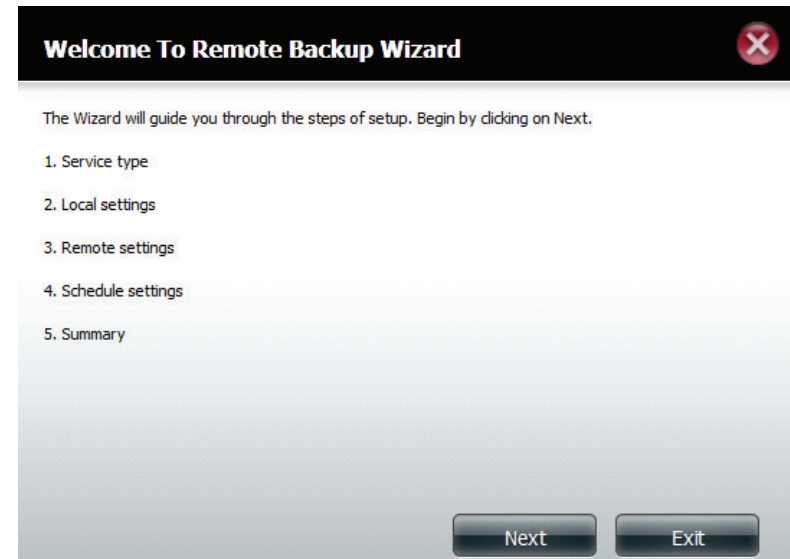 Welcome To Remote Backup Wizard
The Wizard will guide you through the steps of setup. Begin by clicking on Next.
1. Service type
2. Local settings
3. Remote settings
4. Schedule settings
5. Summary
Next
Exit